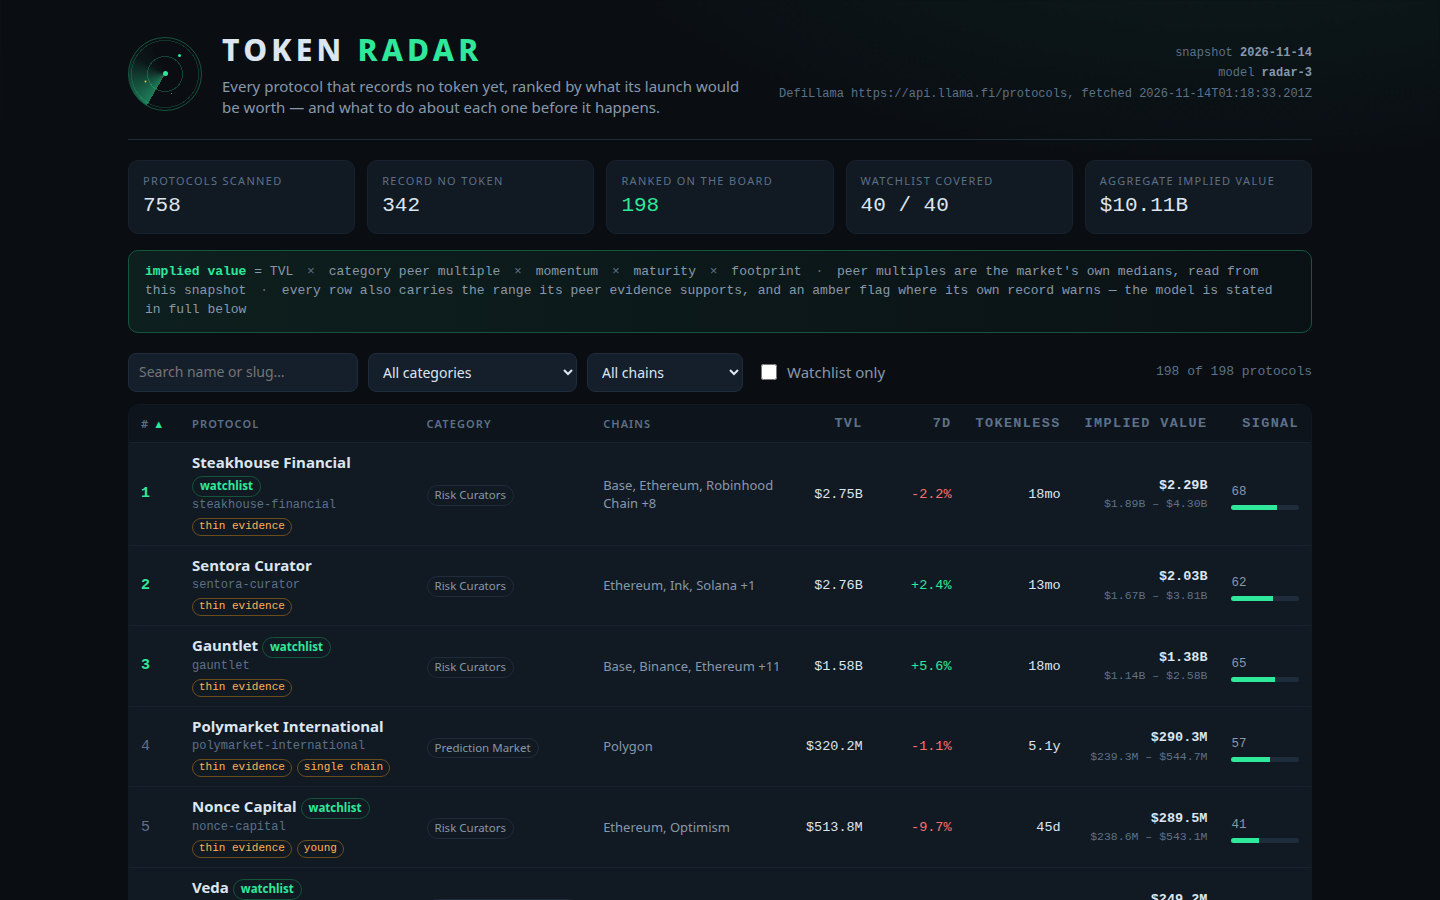 TOKEN RADAR
Every protocol that records no token yet, ranked by what its launch would
be worth — and what to do about each one before it happens.
snapshot 2026-11-14
model radar-3
DefiLlama https://api.llama.fi/protocols, fetched 2026-11-14T01:18:33.201Z
PROTOCOLS SCANNED
758
RECORD NO TOKEN
342
RANKED ON THE BOARD
198
WATCHLIST COVERED
40 / 40
AGGREGATE IMPLIED VALUE
$10.11B
implied value = TVL × category peer multiple × momentum × maturity × footprint · peer multiples are the market's own medians, read from
this snapshot · every row also carries the range its peer evidence supports, and an amber flag where its own record warns — the model is stated
in full below
Search name or slug...
All categories
All chains
Watchlist only
198 of 198 protocols
# ▲ PROTOCOL CATEGORY CHAINS TVL 7D TOKENLESS IMPLIED VALUE SIGNAL
1
Steakhouse Financial
watchlist
steakhouse-financial
thin evidence
Risk Curators
Base, Ethereum, Robinhood
Chain +8
$2.75B
-2.2%
18mo
$2.29B
$1.89B – $4.30B
68
2
Sentora Curator
sentora-curator
thin evidence
Risk Curators
Ethereum, Ink, Solana +1
$2.76B
+2.4%
13mo
$2.03B
$1.67B – $3.81B
62
3
Gauntlet watchlist
gauntlet
thin evidence
Risk Curators
Base, Binance, Ethereum +11
$1.58B
+5.6%
18mo
$1.38B
$1.14B – $2.58B
65
4
Polymarket International
polymarket-international
thin evidence single chain
Prediction Market
Polygon
$320.2M
-1.1%
5.1y
$290.3M
$239.3M – $544.7M
57
5
Nonce Capital watchlist
nonce-capital
thin evidence young
Risk Curators
Ethereum, Optimism
$513.8M
-9.7%
45d
$289.5M
$238.6M – $543.1M
41
Veda watchlist
$249.2M